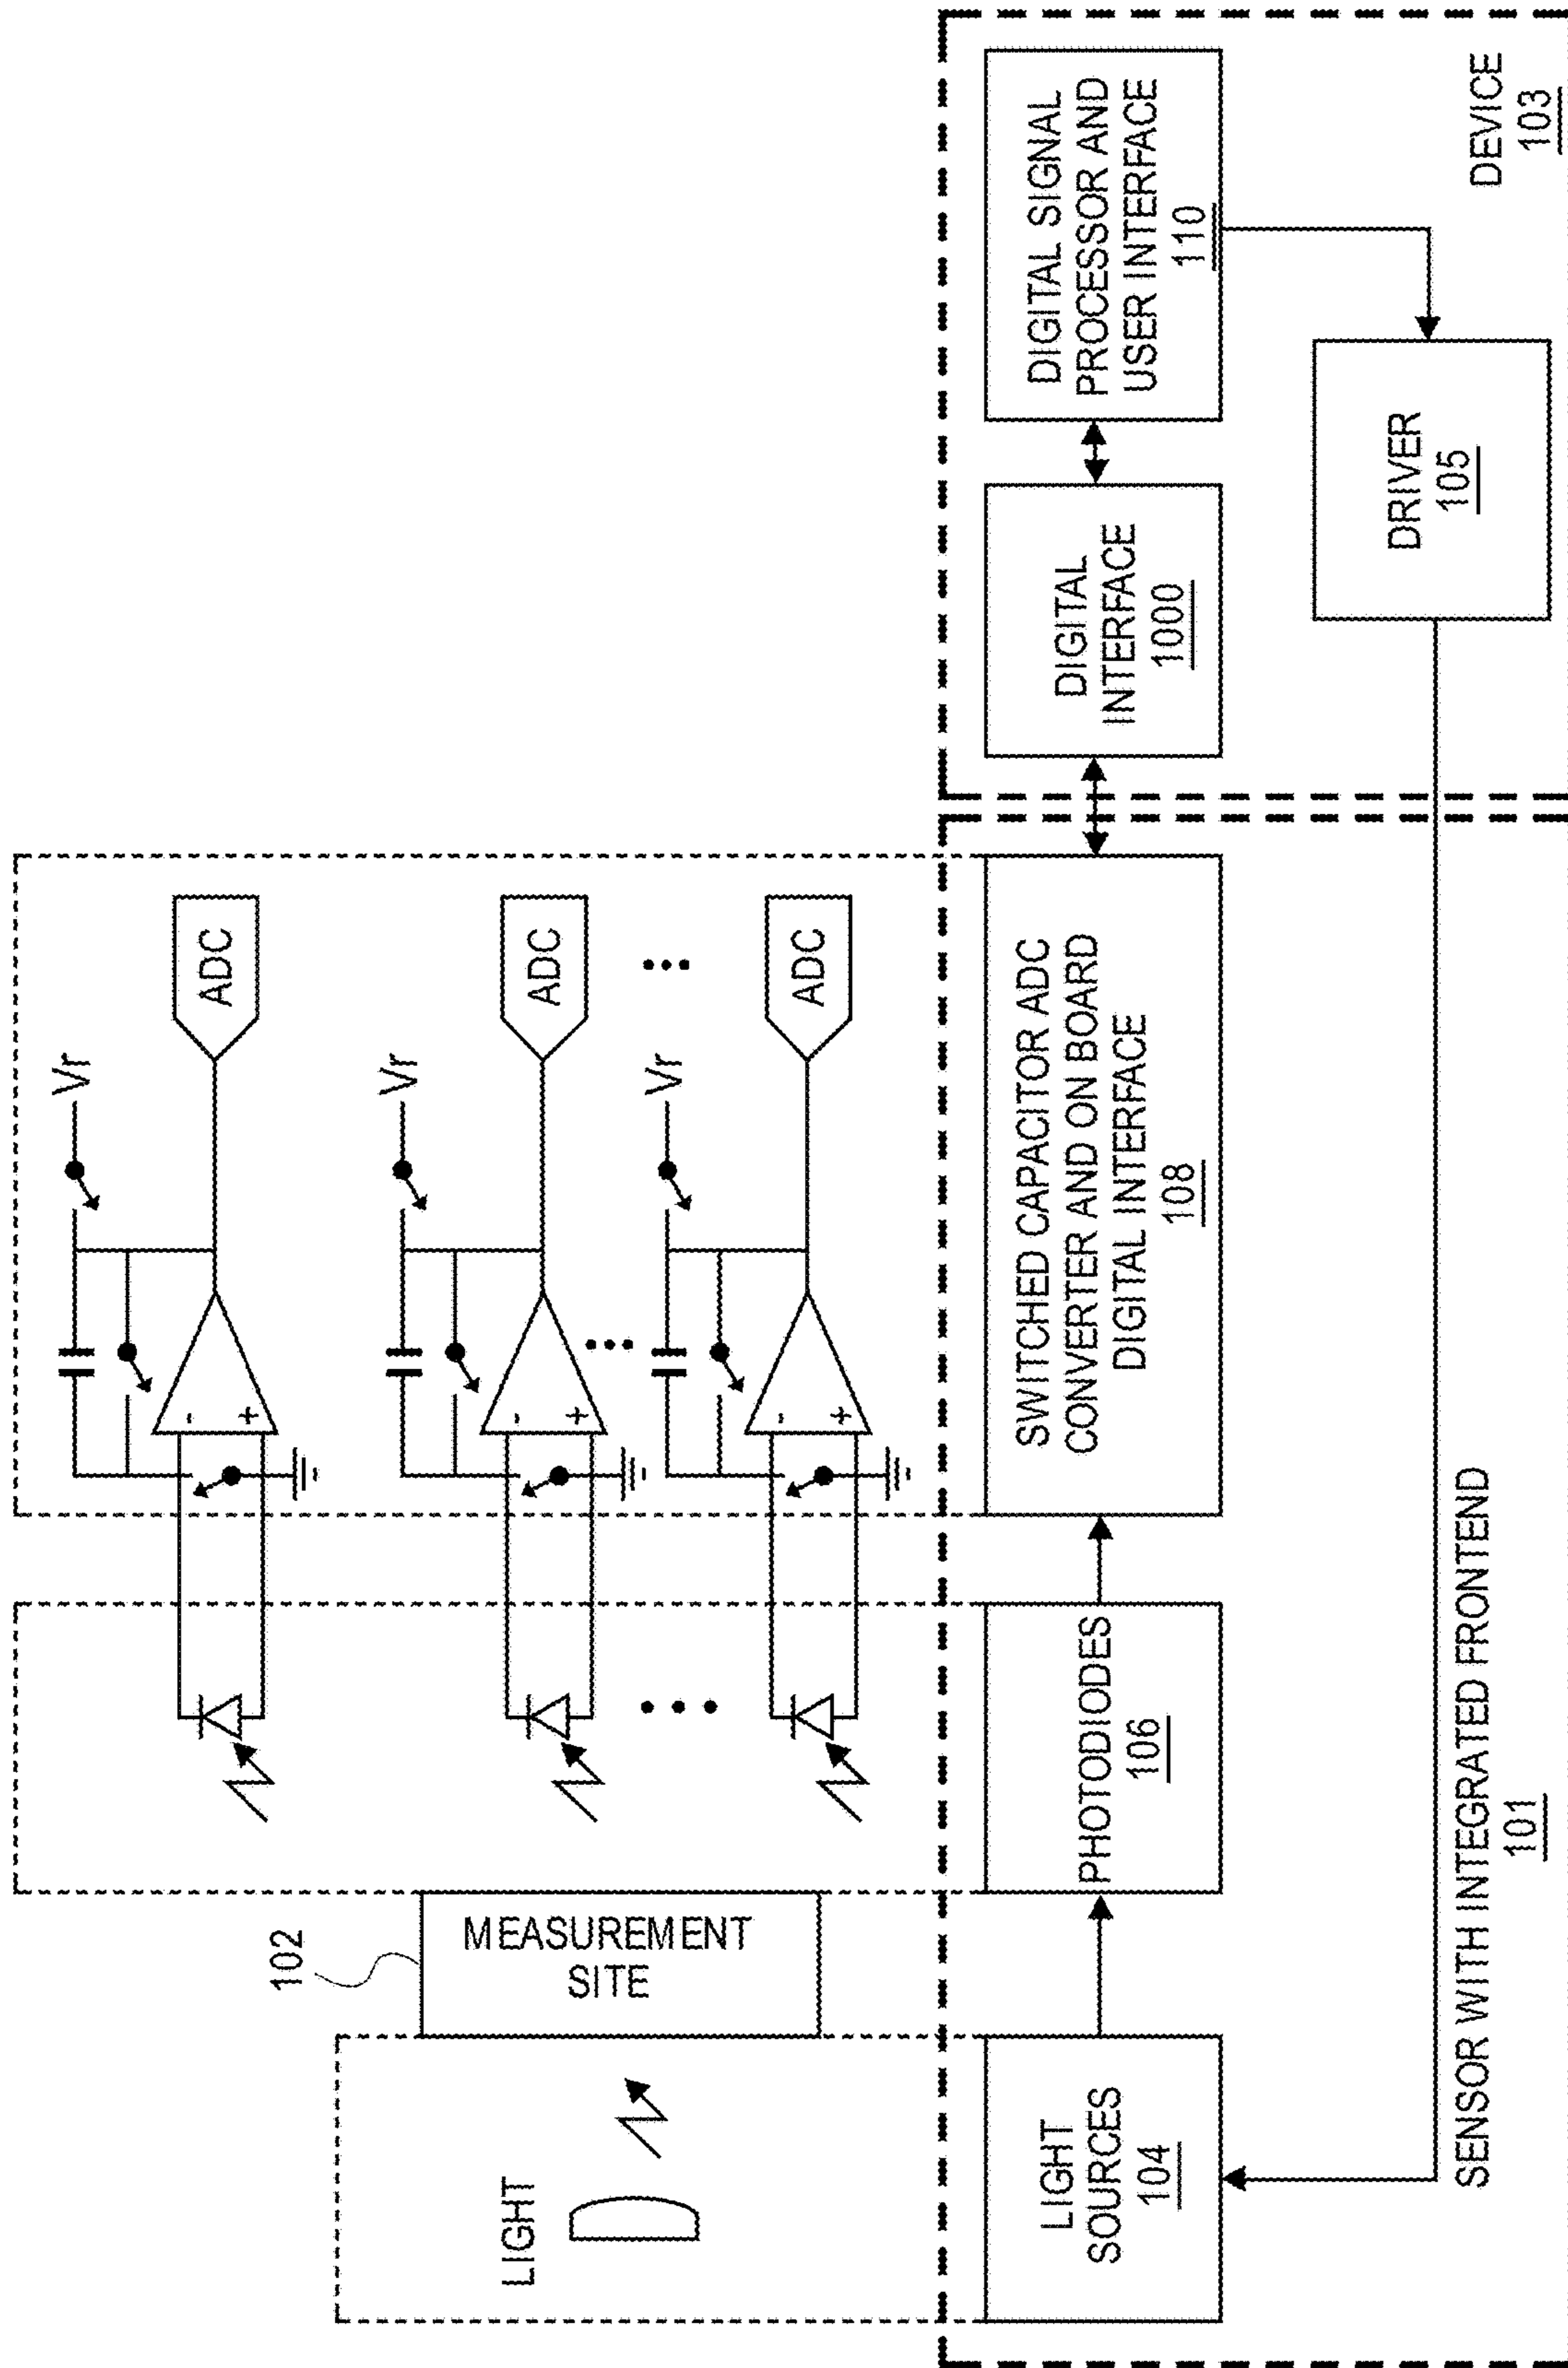 LIGHT
102
MEASUREMENT
SITE
-
+
Vr
ADC
-
+
Vr
ADC
-
+
Vr
ADC
LIGHT
SOURCES
104
PHOTODIODES
106
SWITCHED CAPACITOR ADC
CONVERTER AND ON BOARD
DIGITAL INTERFACE
108
DIGITAL
INTERFACE
1000
DIGITAL SIGNAL
PROCESSOR AND
USER INTERFACE
110
DRIVER
105
SENSOR WITH INTEGRATED FRONTEND
101
DEVICE
103